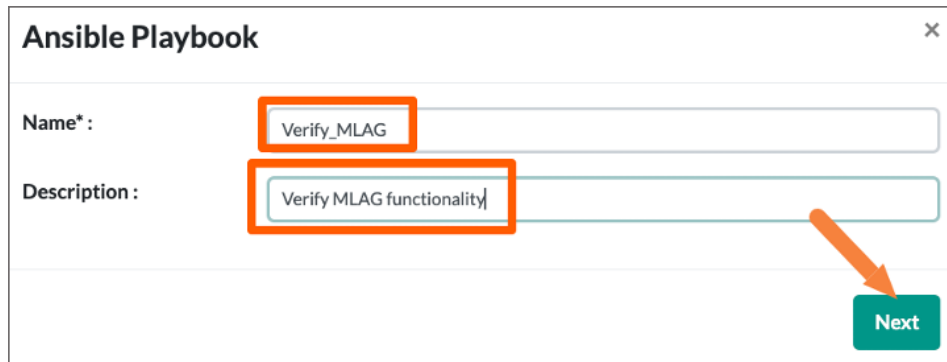 Ansible Playbook ×
Name* : Verify_MLAG
Description : Verify MLAG functionality
Next